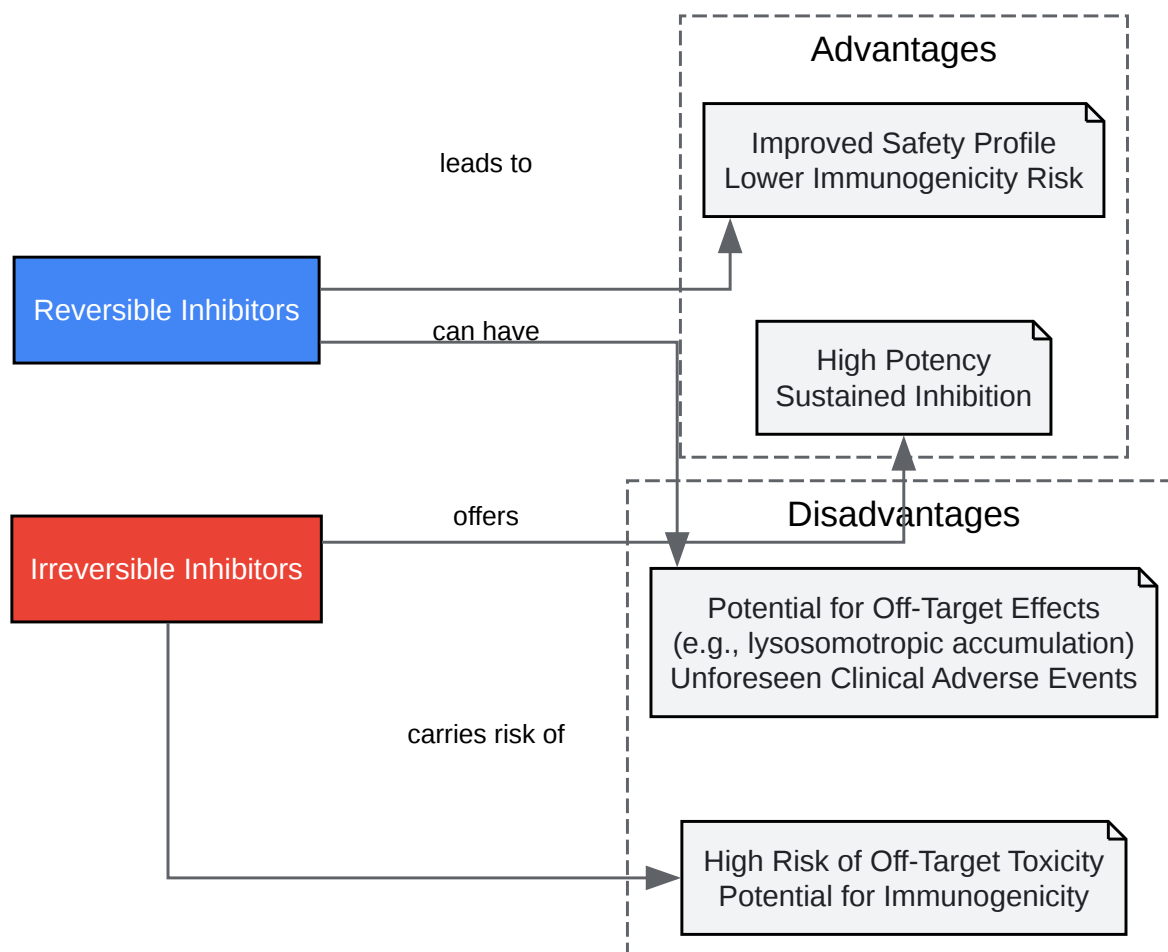 Advantages
Improved Safety Profile
Lower Immunogenicity Risk
leads to
Reversible Inhibitors
can have
High Potency
Sustained Inhibition
offers
Disadvantages
Irreversible Inhibitors
Potential for Off-Target Effects
(e.g., lysosomotropic accumulation)
Unforeseen Clinical Adverse Events
carries risk of
High Risk of Off-Target Toxicity
Potential for Immunogenicity